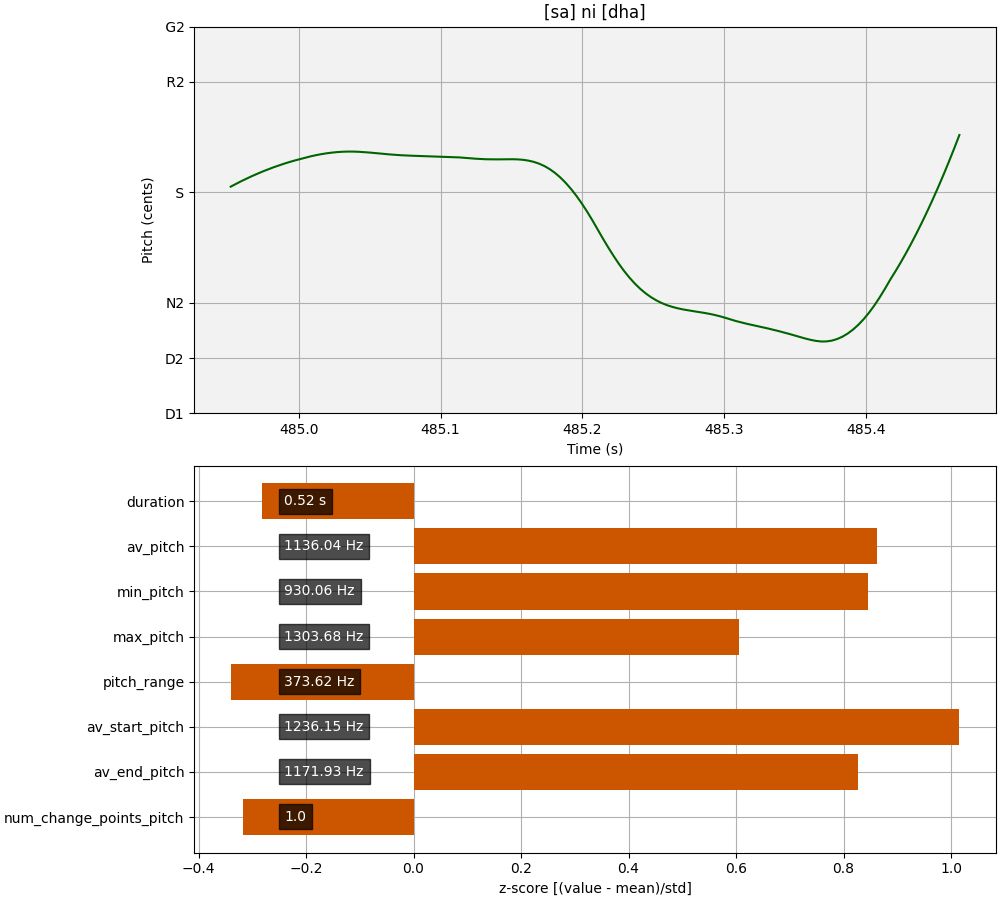 [sa] ni [dha]
G2
R2
S
N2
D2
D1
Pitch (cents)
485.0 485.1 485.2 485.3 485.4
Time (s)
duration 0.52 s
av_pitch 1136.04 Hz
min_pitch 930.06 Hz
max_pitch 1303.68 Hz
pitch_range 373.62 Hz
av_start_pitch 1236.15 Hz
av_end_pitch 1171.93 Hz
num_change_points_pitch 1.0
−0.4 −0.2 0.0 0.2 0.4 0.6 0.8 1.0
z-score [(value - mean)/std]